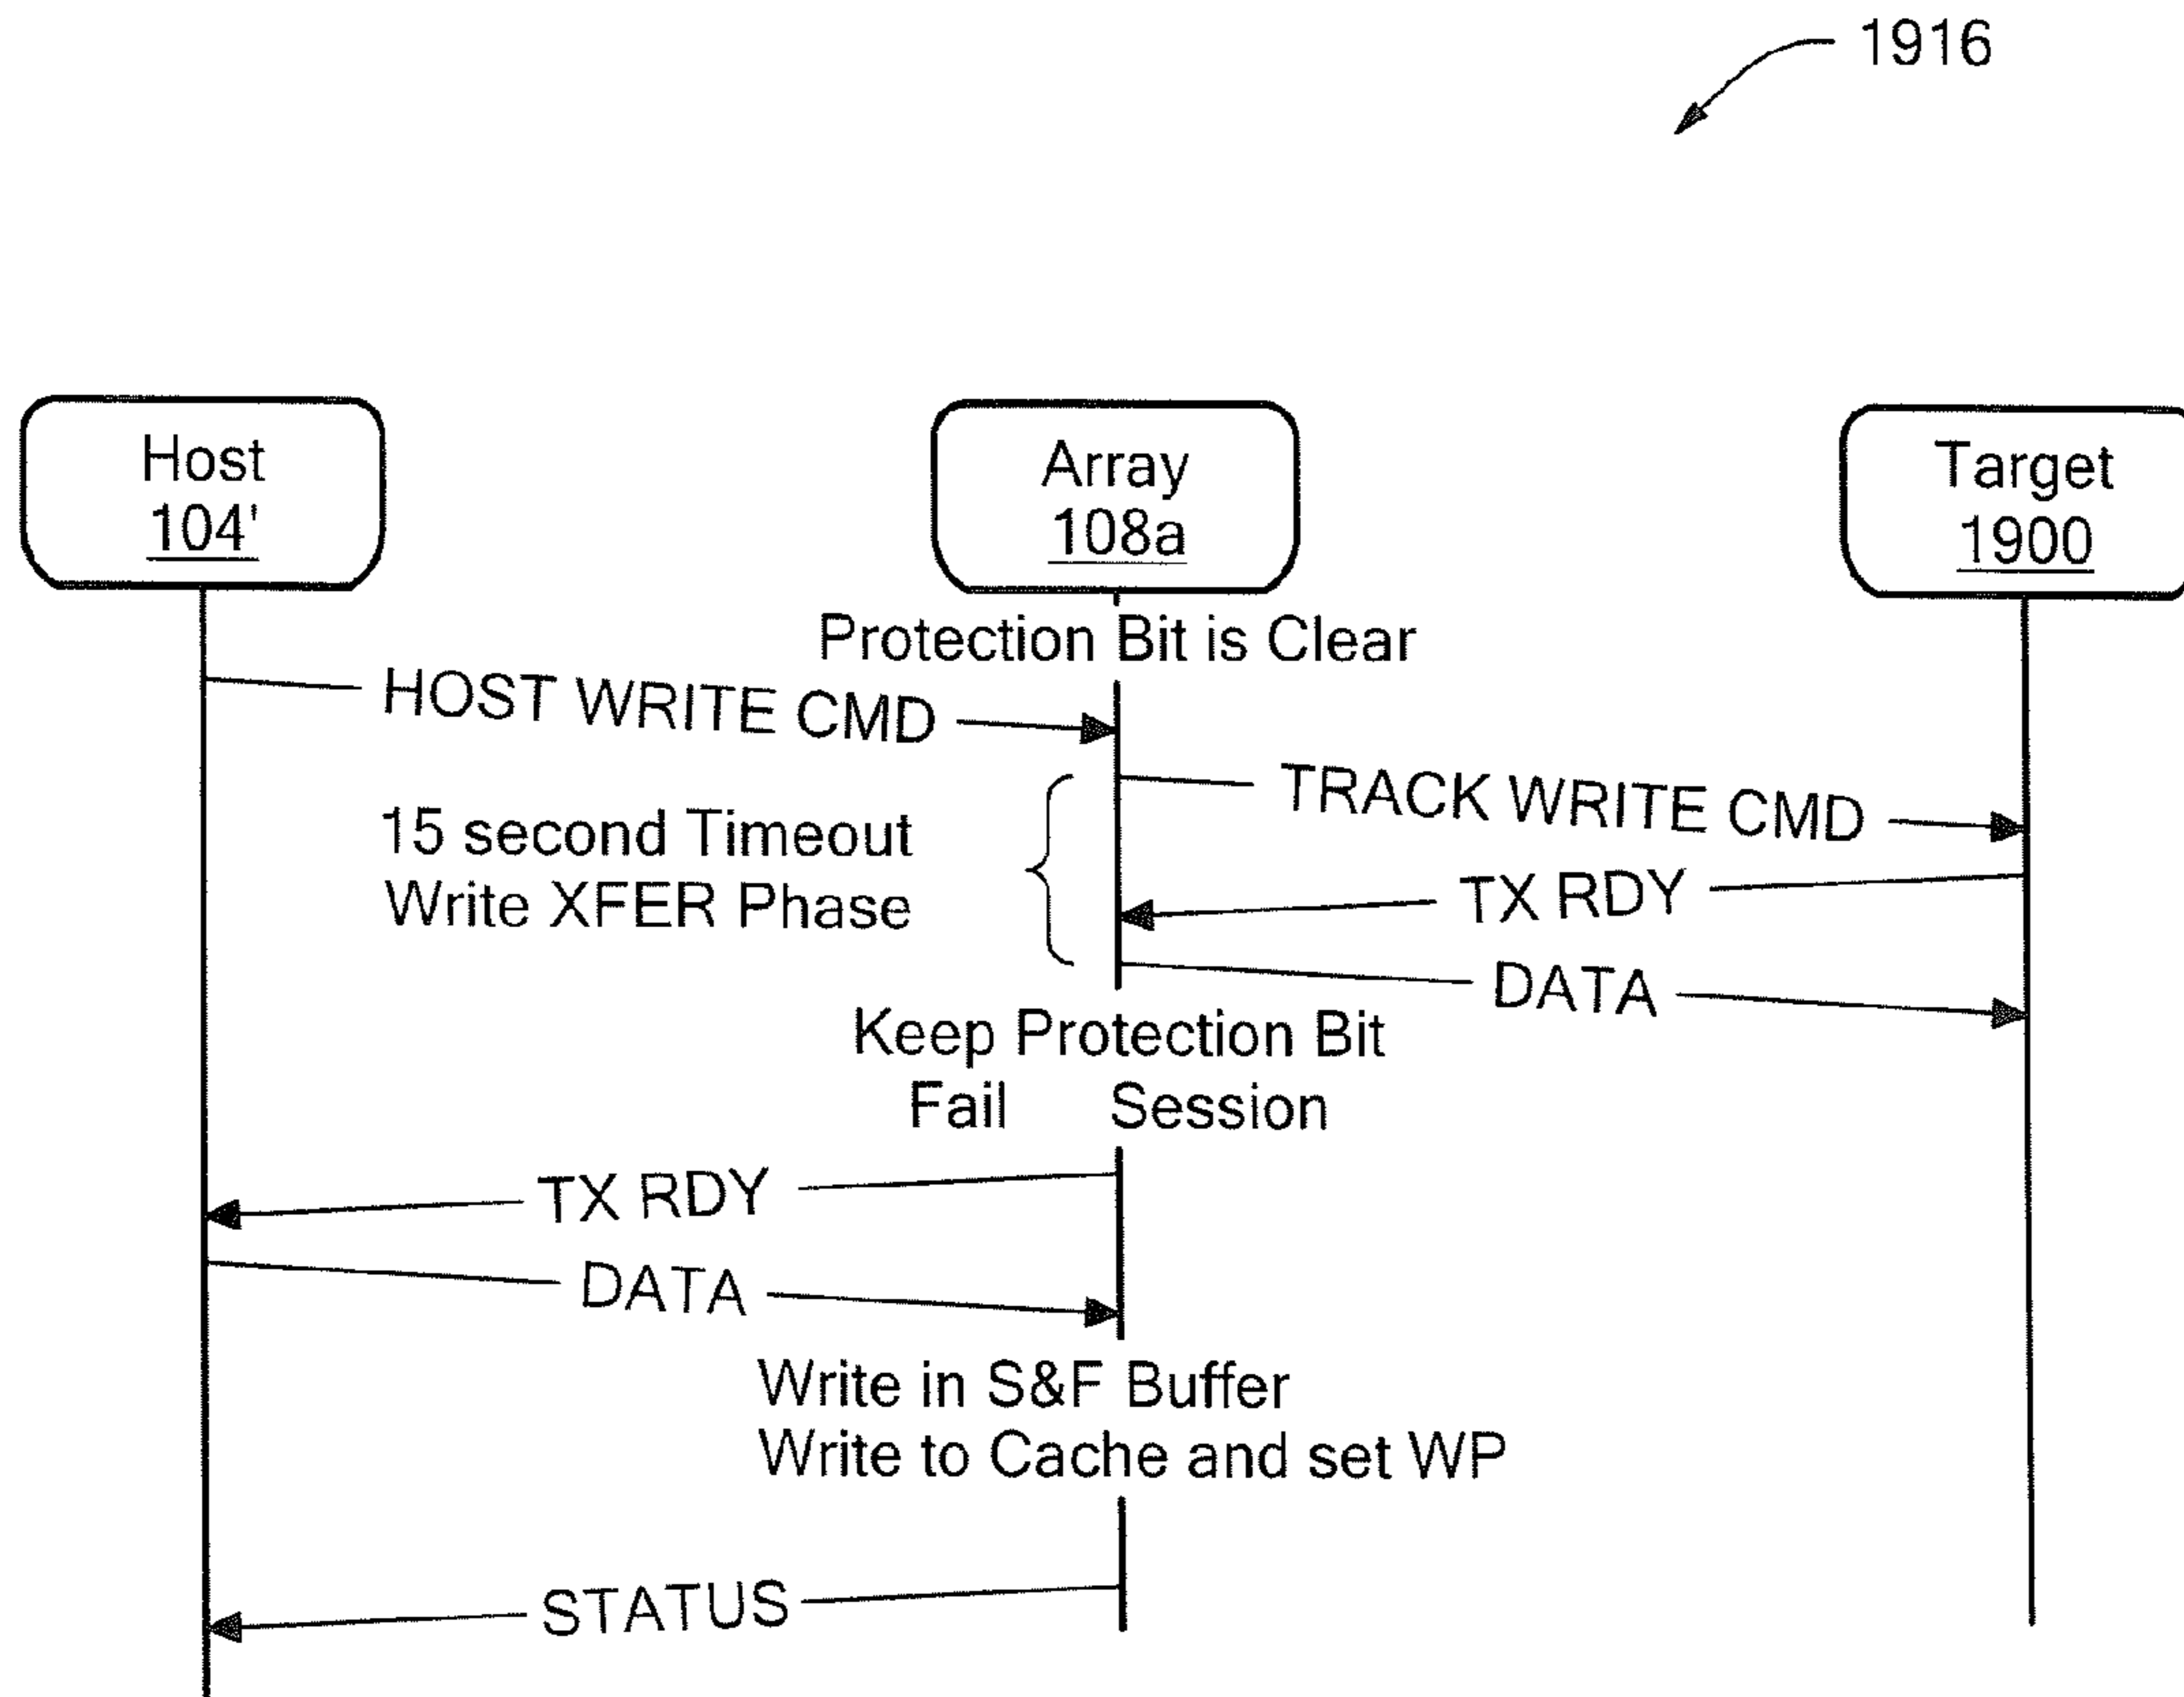 1916
Host
104'
Array
108a
Target
1900
Protection Bit is Clear
HOST WRITE CMD
TRACK WRITE CMD
15 second Timeout
Write XFER Phase
TX RDY
DATA
Keep Protection Bit
Fail Session
TX RDY
DATA
Write in S&F Buffer
Write to Cache and set WP
STATUS